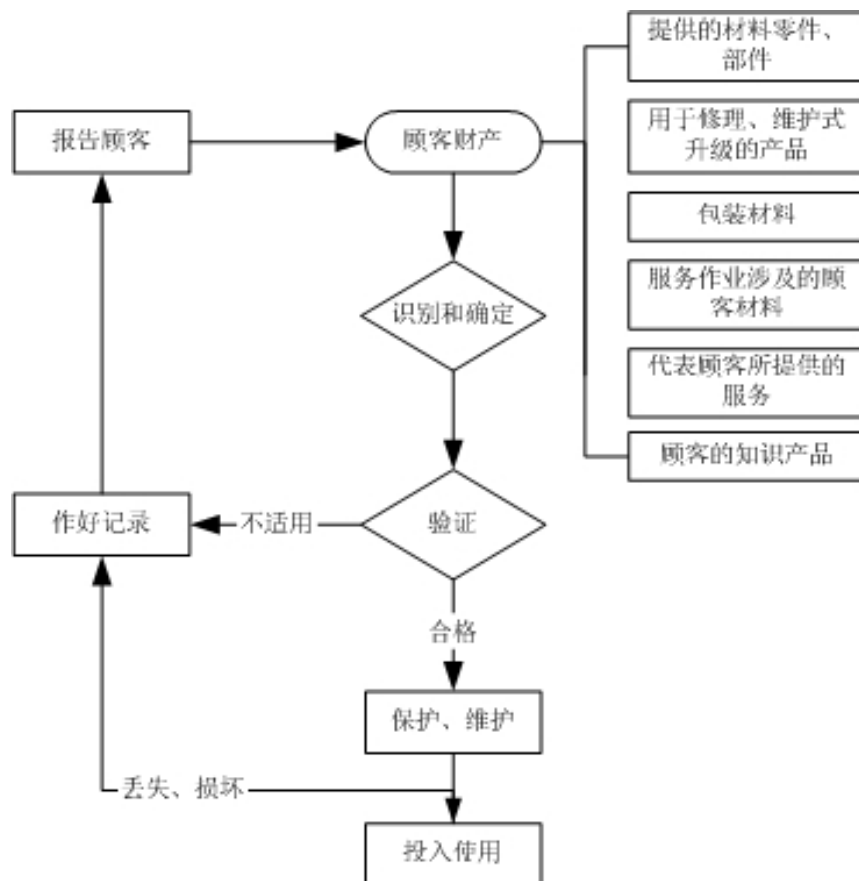 提供的材料零件、
部件
报告顾客
顾客财产
用于修理、维护式
升级的产品
包装材料
识别和确定
服务作业涉及的顾
客材料
代表顾客所提供的
服务
顾客的知识产品
作好记录
不适用
验证
合格
保护、维护
丢失、损坏
投入使用